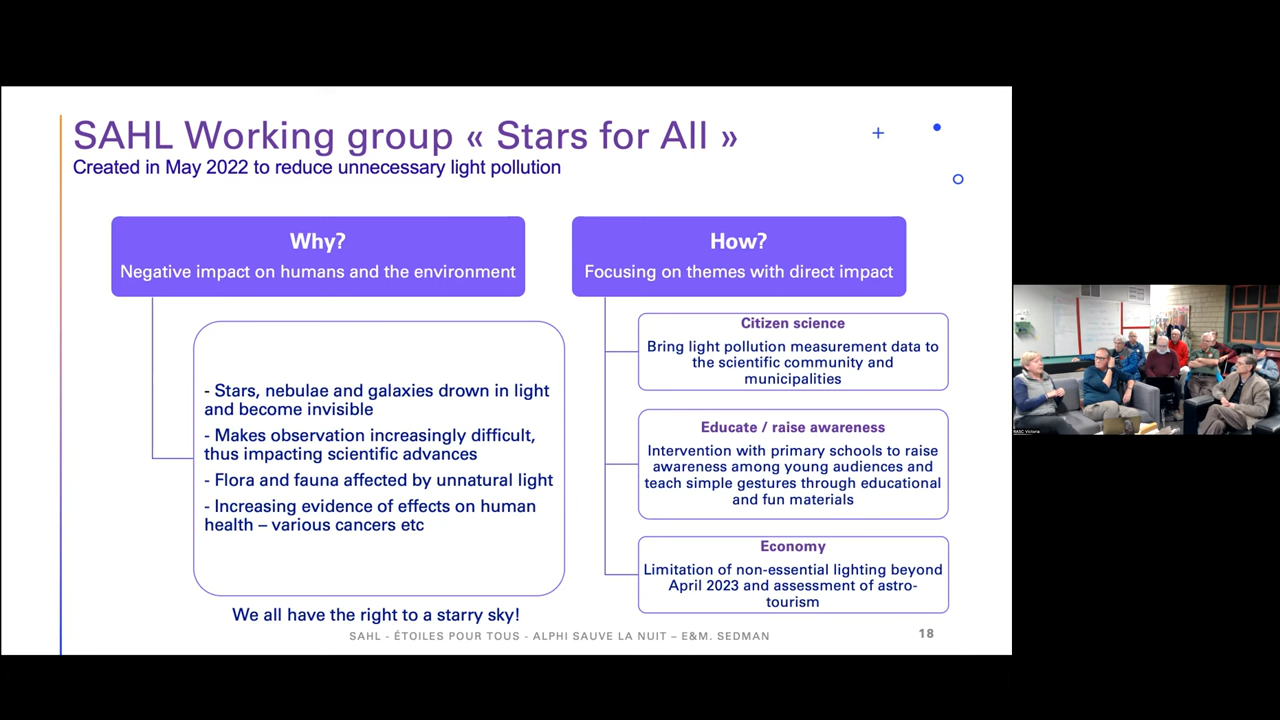 SAHL Working group « Stars for All »
Created in May 2022 to reduce unnecessary light pollution
Why?
Negative impact on humans and the environment
- Stars, nebulae and galaxies drown in light
and become invisible
- Makes observation increasingly difficult,
thus impacting scientific advances
- Flora and fauna affected by unnatural light
- Increasing evidence of effects on human
health – various cancers etc
We all have the right to a starry sky!
How?
Focusing on themes with direct impact
Citizen science
Bring light pollution measurement data to
the scientific community and
municipalities
Educate / raise awareness
Intervention with primary schools to raise
awareness among young audiences and
teach simple gestures through educational
and fun materials
Economy
Limitation of non-essential lighting beyond
April 2023 and assessment of astro-
tourism
SAHL - ÉTOILES POUR TOUS - ALPHI SAUVE LA NUIT – E&M. SEDMAN
18
RASC Victoria